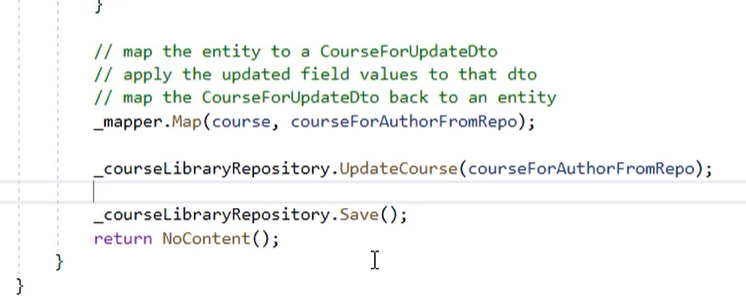 }
// map the entity to a CourseForUpdateDto
// apply the updated field values to that dto
// map the CourseForUpdateDto back to an entity
_mapper.Map(course, courseForAuthorFromRepo);
_courseLibraryRepository.UpdateCourse(courseForAuthorFromRepo);
_courseLibraryRepository.Save();
return NoContent();
}
}